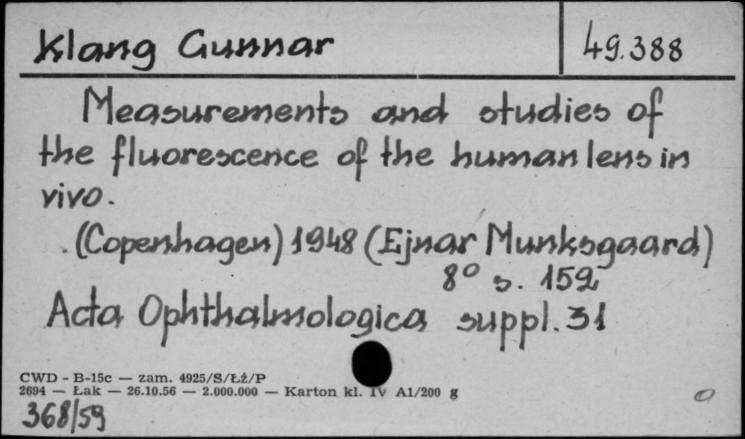 Klang Gunnar 49.388
Measurements and studies of
the fluorescence of the human lens in
vivo.
(Copenhagen) 1948 (Ejnar Munksgaard)
8° s. 152
Acta Ophthalmologica suppl. 31
CWD - B-15c — zam. 4925/S/ŁŻ/P
2694 — Łak — 26.10.56 — 2.000.000 — Karton kl. IV A1/200 g
368/59